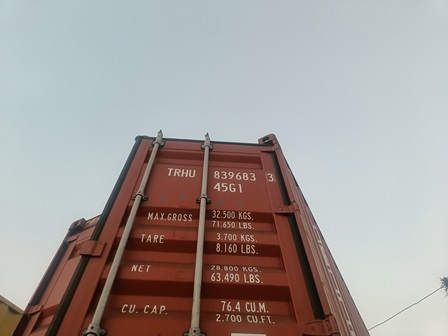 TRHU 839683 3
45G1
MAX.GROSS 32.500 KGS.
71.650 LBS.
TARE 3.700 KGS.
8.160 LBS.
NET 28.800 KGS.
63.490 LBS.
CU. CAP. 76.4 CU.M.
2.700 CU.FT.